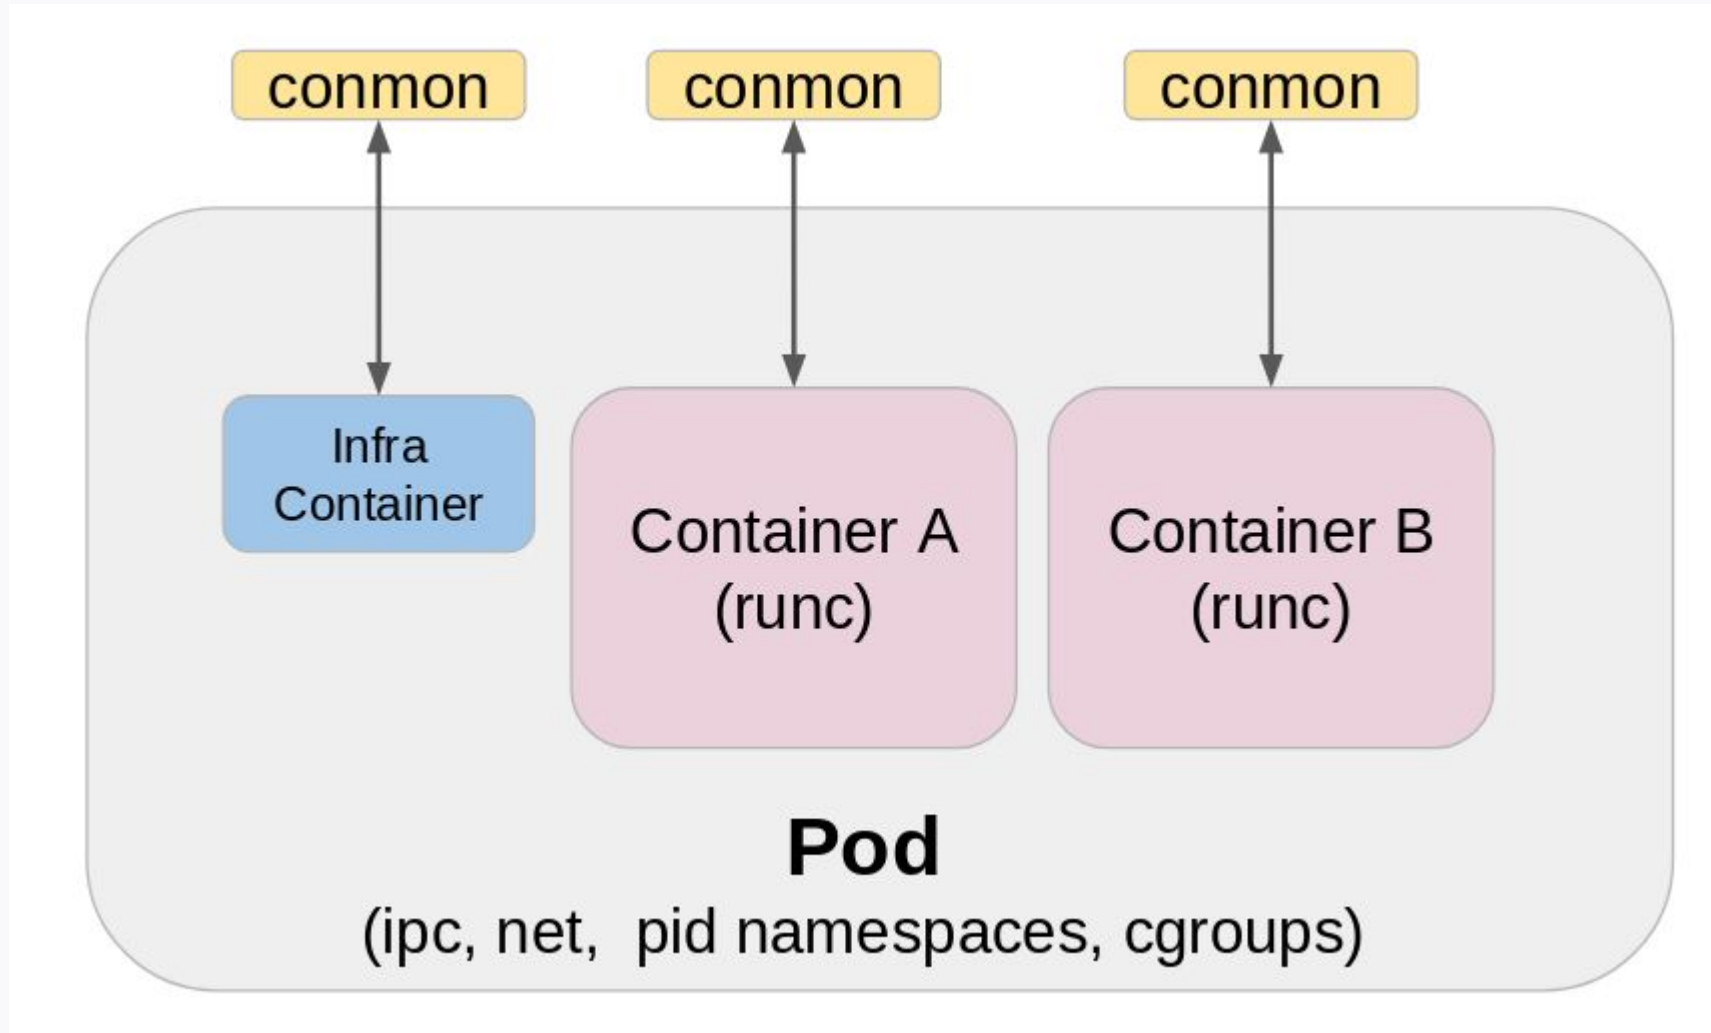 conmon
conmon
conmon
Infra
Container
Container A
(runc)
Container B
(runc)
Pod
(ipc, net,  pid namespaces, cgroups)